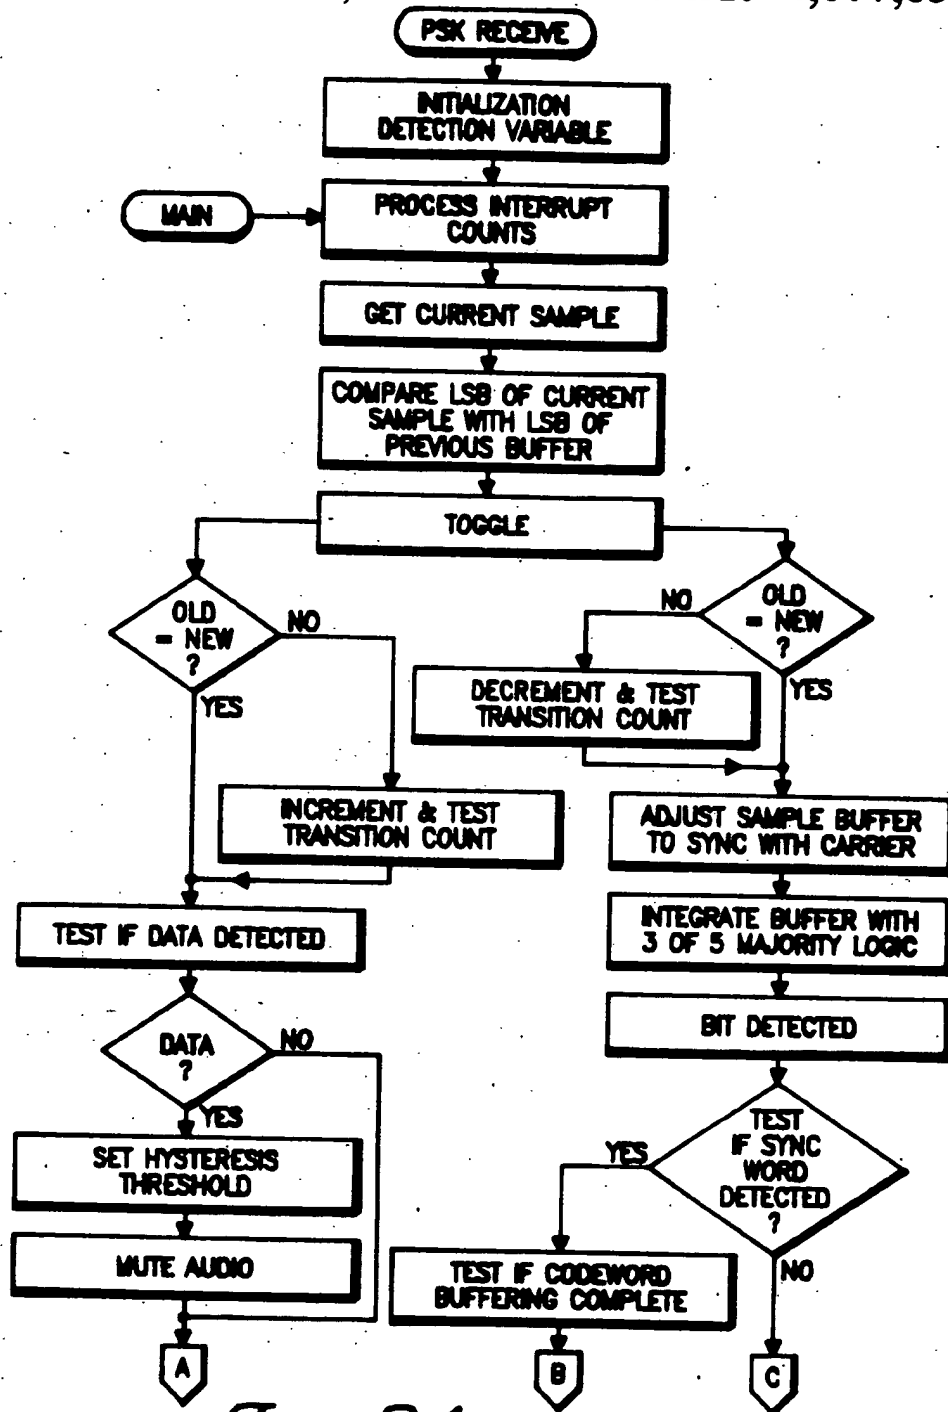 PSK RECEIVE
INITIALIZATION
DETECTION VARIABLE
MAIN
PROCESS INTERRUPT
COUNTS
GET CURRENT SAMPLE
COMPARE LSB OF CURRENT
SAMPLE WITH LSB OF
PREVIOUS BUFFER
TOGGLE
OLD
= NEW
?
NO
YES
NO
OLD
= NEW
?
YES
DECREMENT & TEST
TRANSITION COUNT
INCREMENT & TEST
TRANSITION COUNT
ADJUST SAMPLE BUFFER
TO SYNC WITH CARRIER
TEST IF DATA DETECTED
INTEGRATE BUFFER WITH
3 OF 5 MAJORITY LOGIC
BIT DETECTED
DATA
?
NO
YES
SET HYSTERESIS
THRESHOLD
MUTE AUDIO
TEST
IF SYNC
WORD
DETECTED
?
YES
NO
TEST IF CODEWORD
BUFFERING COMPLETE
A
B
C